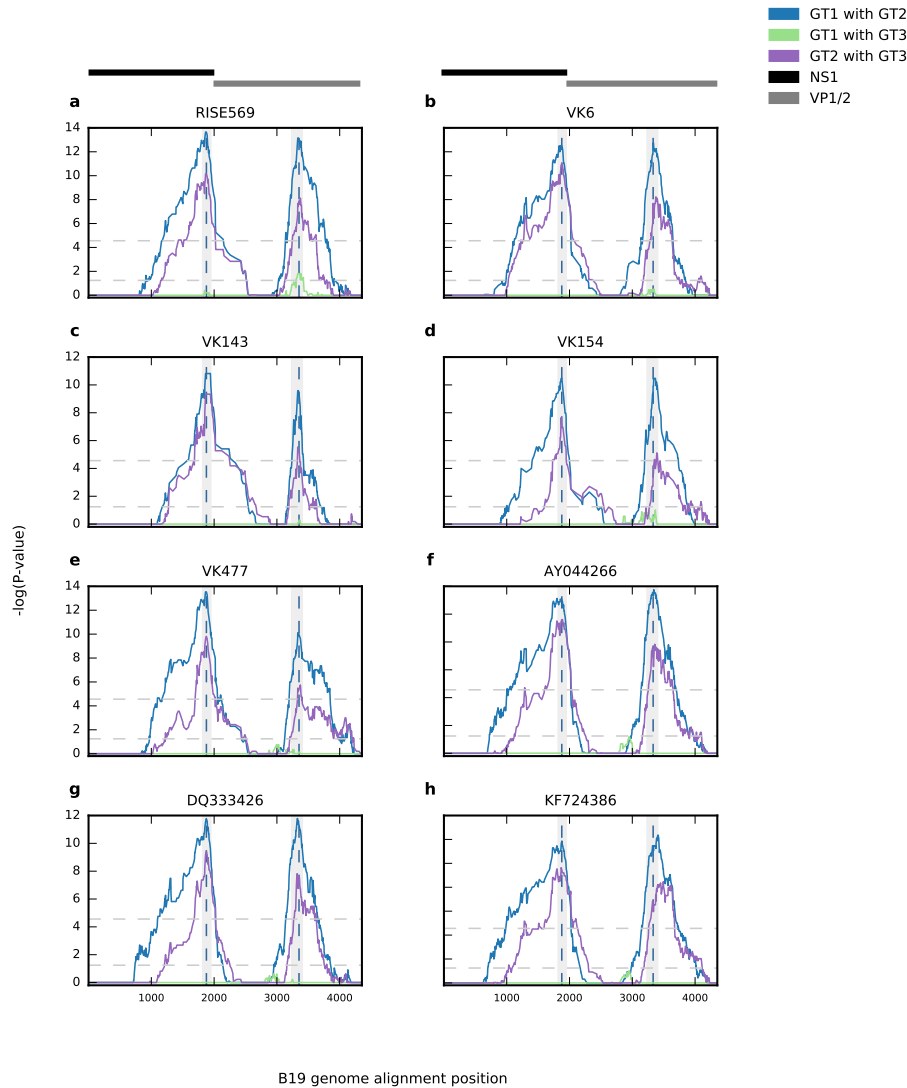 GT1 with GT2
GT1 with GT3
GT2 with GT3
NS1
VP1/2
a
b
RISE569
VK6
14
12
10
8
6
4
2
0
c
d
VK143
VK154
12
10
8
6
4
2
0
e
f
VK477
AY044266
14
12
10
8
6
4
2
0
g
h
DQ333426
KF724386
12
10
8
6
4
2
0
1000 2000 3000 4000
1000 2000 3000 4000
-log(P-value)
B19 genome alignment position